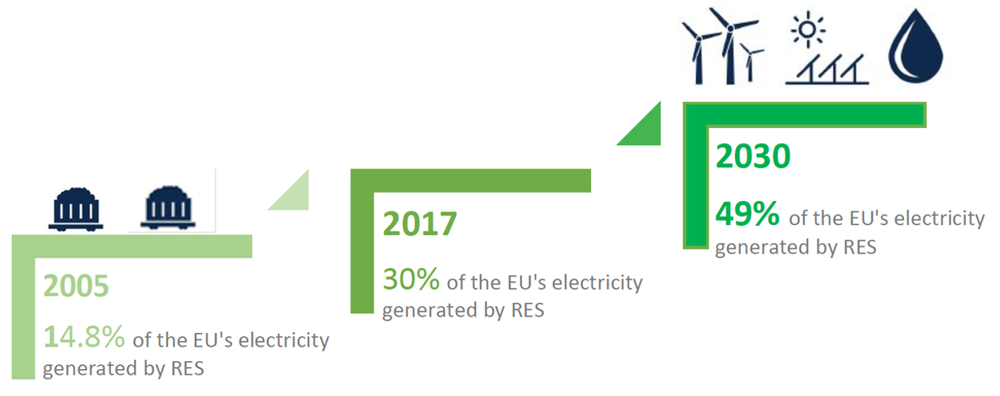 2005
14.8% of the EU's electricity
generated by RES
2017
30% of the EU's electricity
generated by RES
2030
49% of the EU's electricity
generated by RES